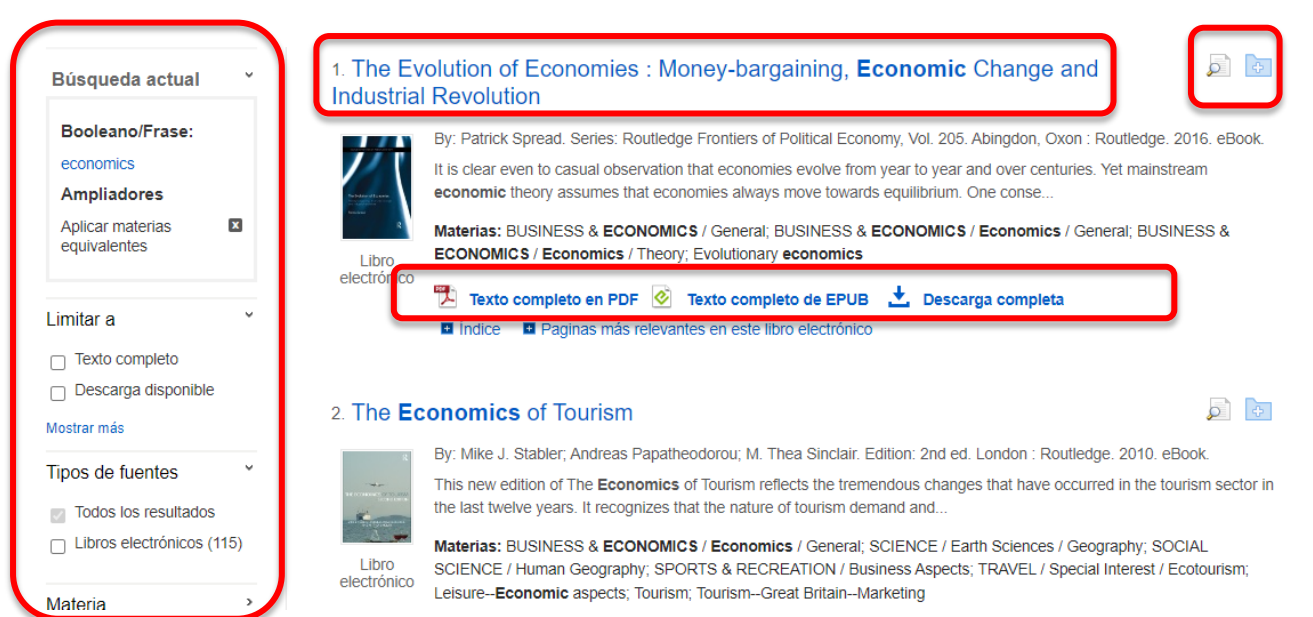 Búsqueda actual
Booleano/Frase:
economics
Ampliadores
Aplicar materias
equivalentes
Limitar a
Texto completo
Descarga disponible
Mostrar más
Tipos de fuentes
Todos los resultados
Libros electrónicos (115)
Materia
1. The Evolution of Economies : Money-bargaining, Economic Change and
Industrial Revolution
By: Patrick Spread. Series: Routledge Frontiers of Political Economy, Vol. 205. Abingdon, Oxon : Routledge. 2016. eBook.
It is clear even to casual observation that economies evolve from year to year and over centuries. Yet mainstream
economic theory assumes that economies always move towards equilibrium. One conse...
Materias: BUSINESS & ECONOMICS / General; BUSINESS & ECONOMICS / Economics / General; BUSINESS &
ECONOMICS / Economics / Theory; Evolutionary economics
Libro
electrónico
PDF Texto completo en PDF Texto completo de EPUB Descarga completa
Indice Paginas más relevantes en este libro electrónico
2. The Economics of Tourism
By: Mike J. Stabler; Andreas Papatheodorou; M. Thea Sinclair. Edition: 2nd ed. London : Routledge. 2010. eBook.
This new edition of The Economics of Tourism reflects the tremendous changes that have occurred in the tourism sector in
the last twelve years. It recognizes that the nature of tourism demand and...
Materias: BUSINESS & ECONOMICS / Economics / General; SCIENCE / Earth Sciences / Geography; SOCIAL
SCIENCE / Human Geography; SPORTS & RECREATION / Business Aspects; TRAVEL / Special Interest / Ecotourism;
Leisure--Economic aspects; Tourism; Tourism--Great Britain--Marketing
Libro
electrónico